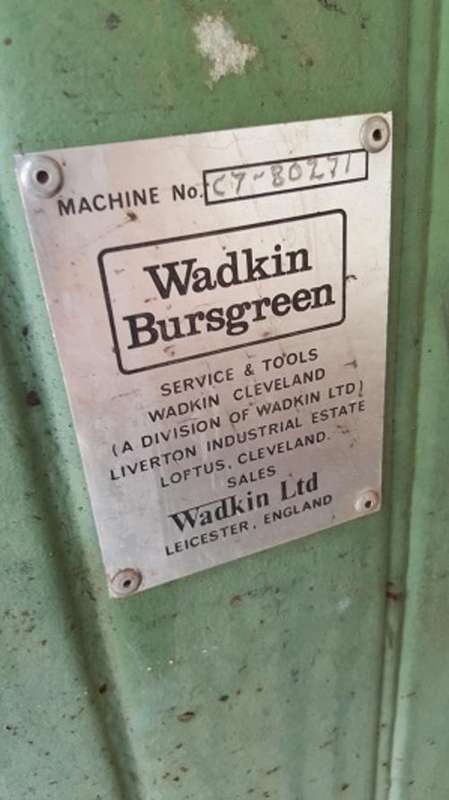 MACHINE No. C7-80271
Wadkin
Bursgreen
SERVICE & TOOLS
WADKIN CLEVELAND
(A DIVISION OF WADKIN LTD)
LIVERTON INDUSTRIAL ESTATE
LOFTUS, CLEVELAND.
SALES
Wadkin Ltd
LEICESTER, ENGLAND